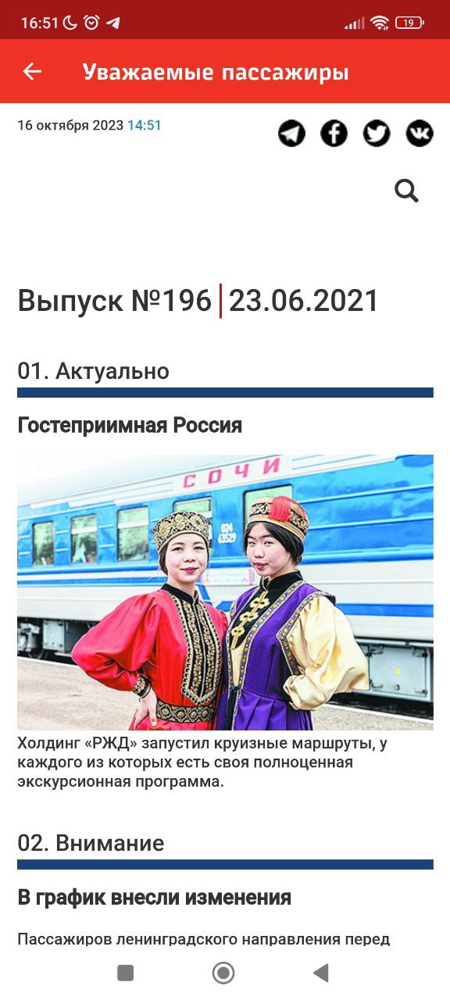 16:51
19
Уважаемые пассажиры
16 октября 2023 14:51
Выпуск №196 | 23.06.2021
01. Актуально
Гостеприимная Россия
СОЧИ
024
63529
Холдинг «РЖД» запустил круизные маршруты, у
каждого из которых есть своя полноценная
экскурсионная программа.
02. Внимание
В график внесли изменения
Пассажиров ленинградского направления перед